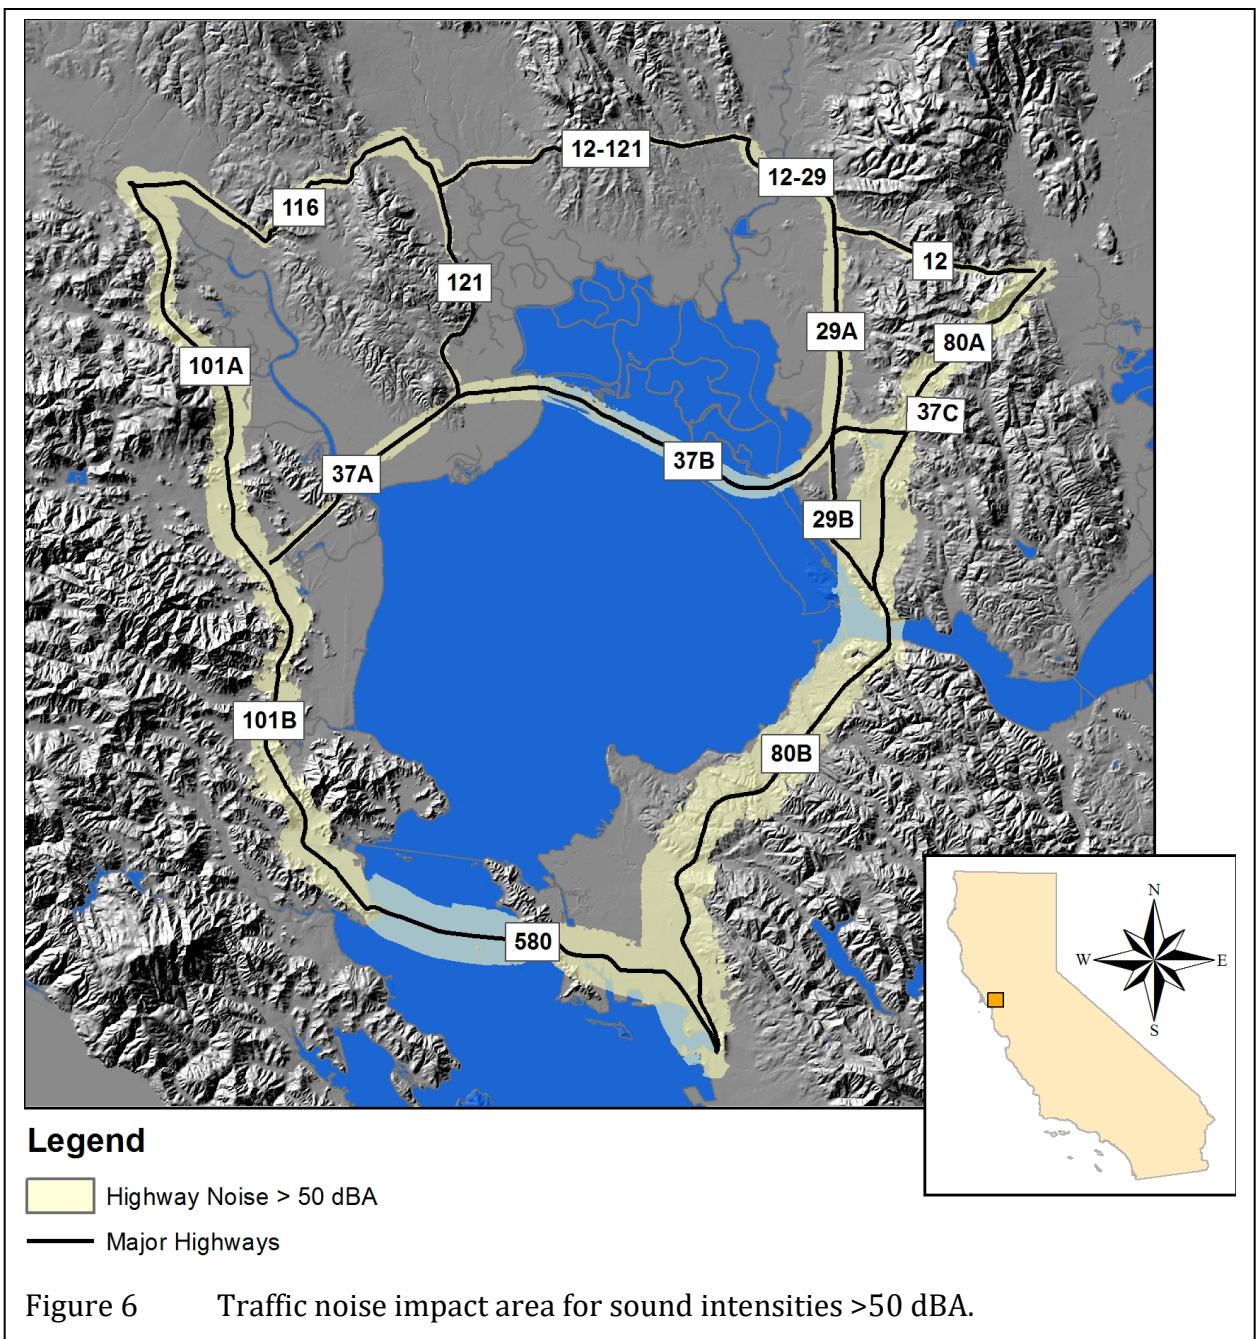 12-121
12-29
116
12
121
29A
80A
101A
37C
37B
37A
29B
101B
80B
580
N
W
E
S
Legend
Highway Noise > 50 dBA
Major Highways
Figure 6 Traffic noise impact area for sound intensities >50 dBA.